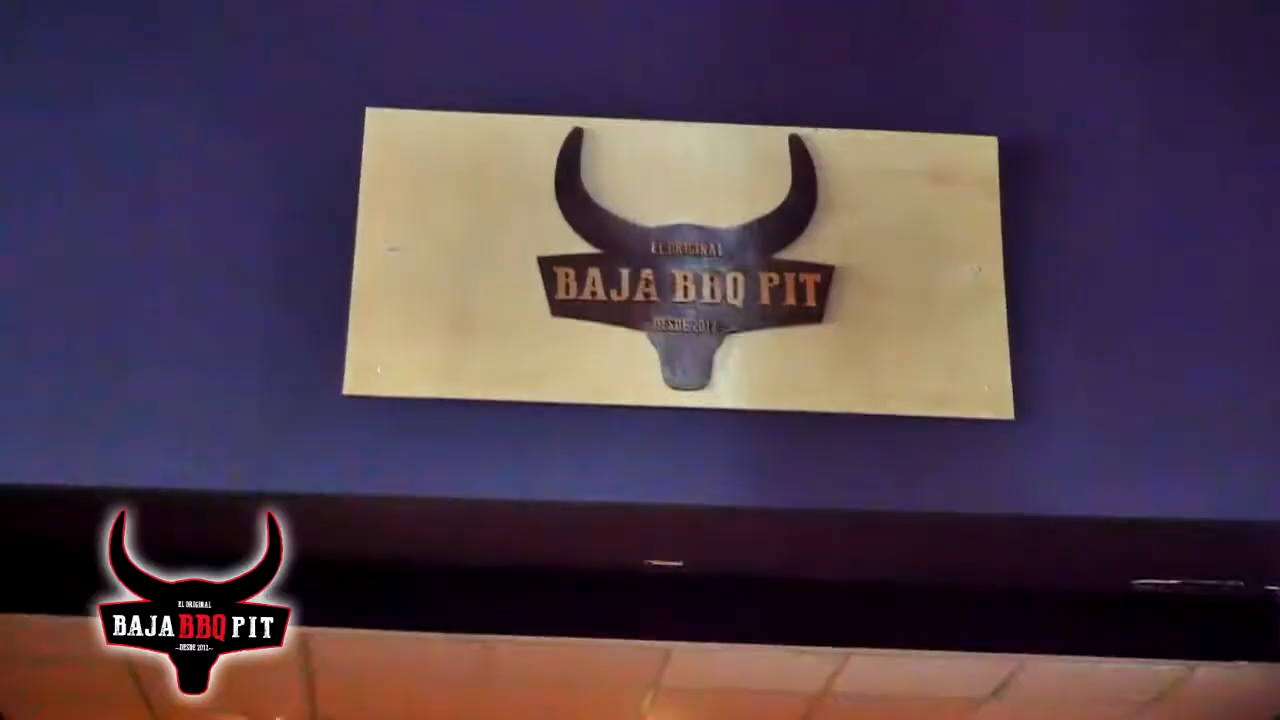 EL ORIGINAL
BAJA BBQ PIT
DESDE 2012
EL ORIGINAL
BAJA BBQ PIT
—DESDE 2012—